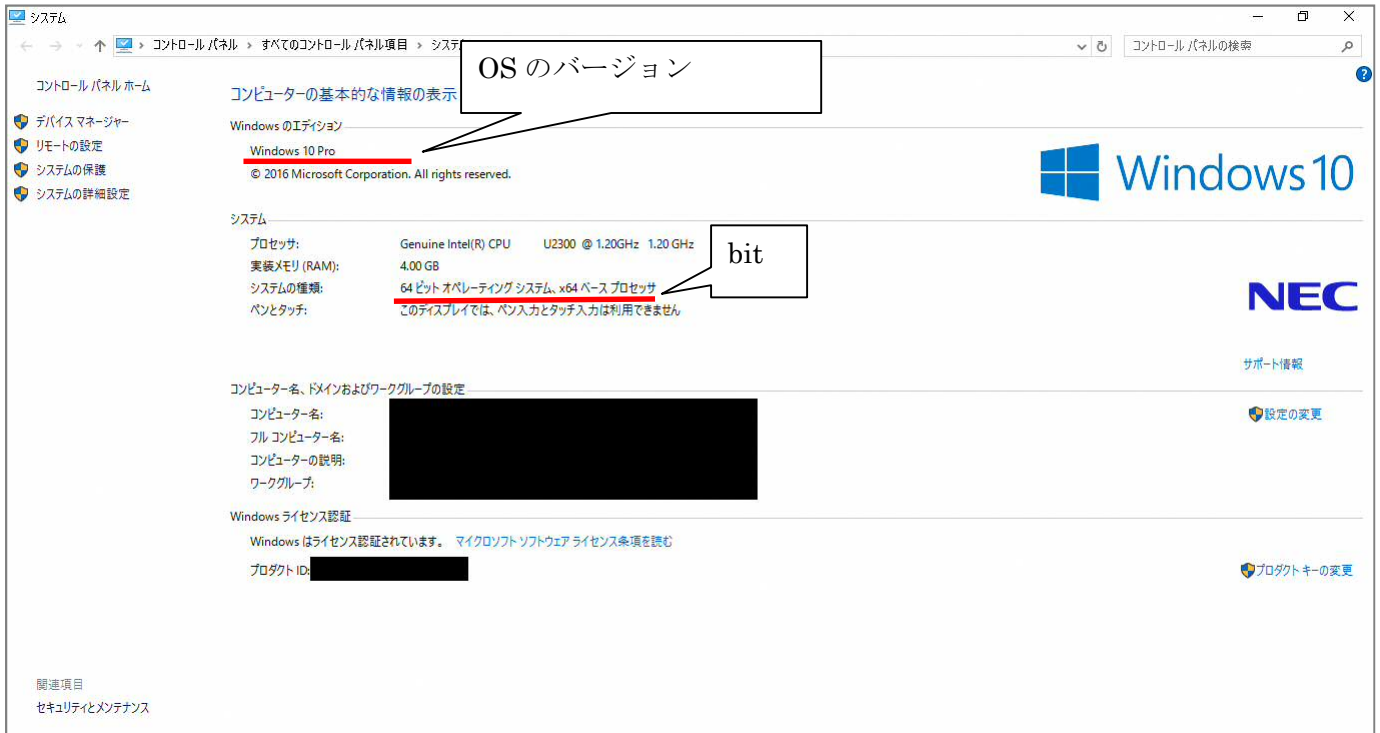 システム
コントロール パネル › すべてのコントロール パネル項目 › システ
コントロール パネルの検索
OS のバージョン
コントロール パネル ホーム
デバイス マネージャー
リモートの設定
システムの保護
システムの詳細設定
コンピューターの基本的な情報の表示
Windows のエディション
Windows 10 Pro
© 2016 Microsoft Corporation. All rights reserved.
Windows 10
システム
プロセッサ: Genuine Intel(R) CPU U2300 @ 1.20GHz 1.20 GHz
bit
実装メモリ (RAM): 4.00 GB
システムの種類: 64 ビット オペレーティング システム、x64 ベース プロセッサ
ペンとタッチ: このディスプレイでは、ペン入力とタッチ入力は利用できません
NEC
サポート情報
コンピューター名、ドメインおよびワークグループの設定
コンピューター名:
設定の変更
フル コンピューター名:
コンピューターの説明:
ワークグループ:
Windows ライセンス認証
Windows はライセンス認証されています。 マイクロソフト ソフトウェア ライセンス条項を読む
プロダクト ID:
プロダクト キーの変更
関連項目
セキュリティとメンテナンス